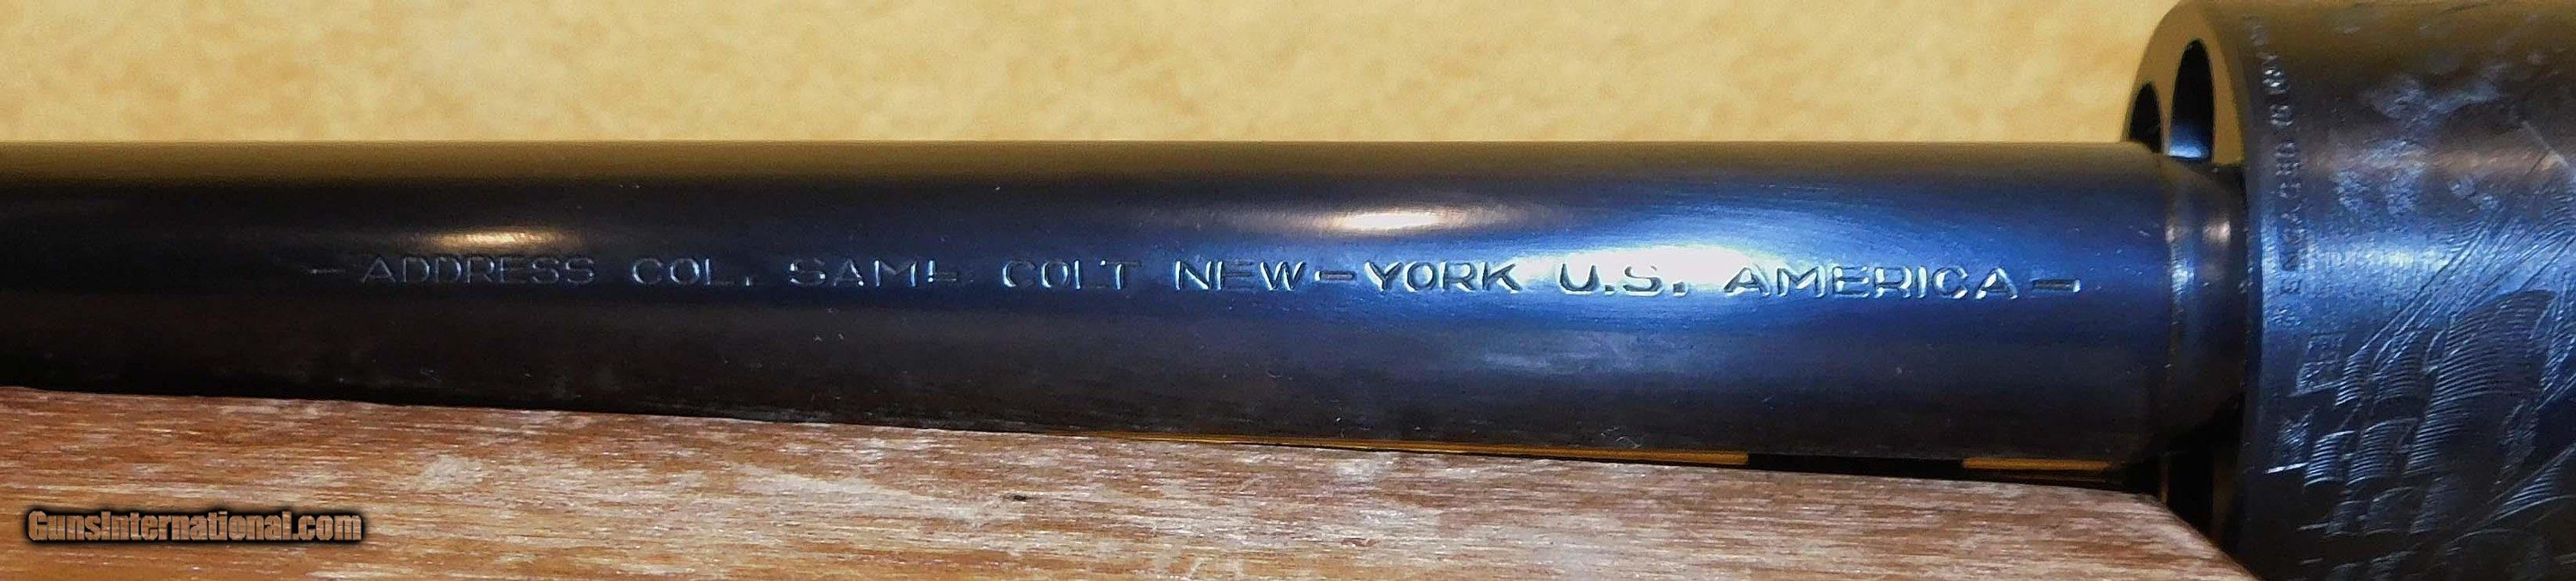 -ADDRESS COL. SAML COLT NEW-YORK U.S. AMERICA-
GunsInternational.com